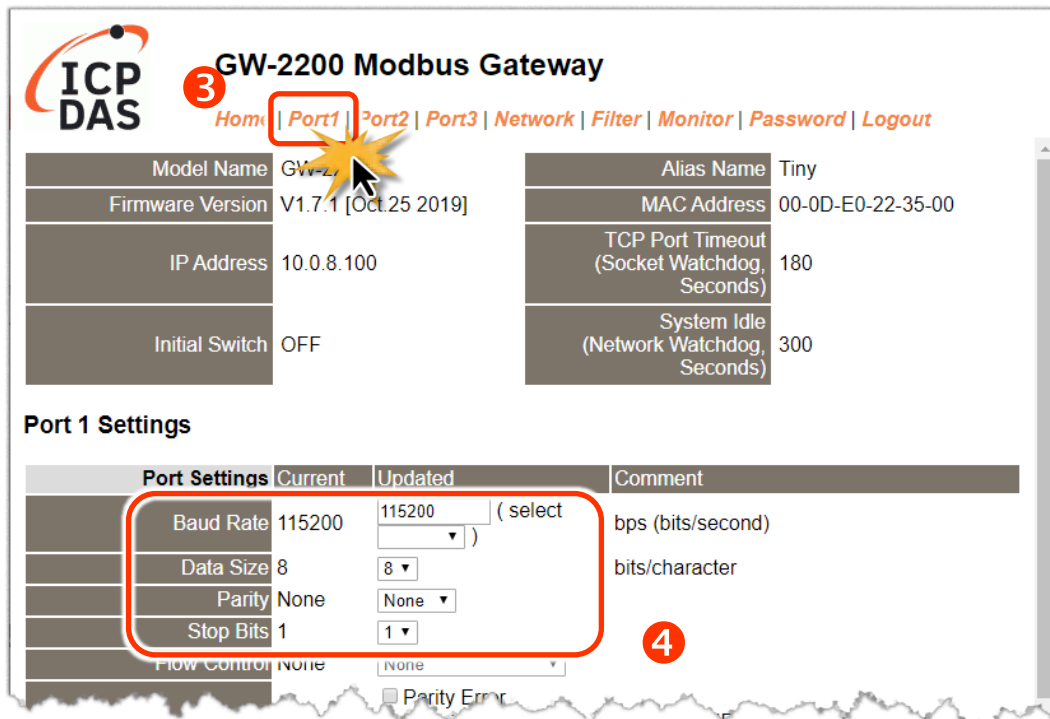 ICP
DAS
GW-2200 Modbus Gateway
3
Home | Port1 | Port2 | Port3 | Network | Filter | Monitor | Password | Logout
Model Name
Alias Name Tiny
Firmware Version V1.7.1 [Oct.25 2019] MAC Address 00-0D-E0-22-35-00
IP Address 10.0.8.100 TCP Port Timeout
(Socket Watchdog, 180
Seconds)
Initial Switch OFF System Idle
(Network Watchdog, 300
Seconds)
Port 1 Settings
Port Settings Current Updated Comment
Baud Rate 115200 115200 ( select
) bps (bits/second)
Data Size 8 8 bits/character
Parity None None
Stop Bits 1 1
4
Flow Control None None
Parity Error